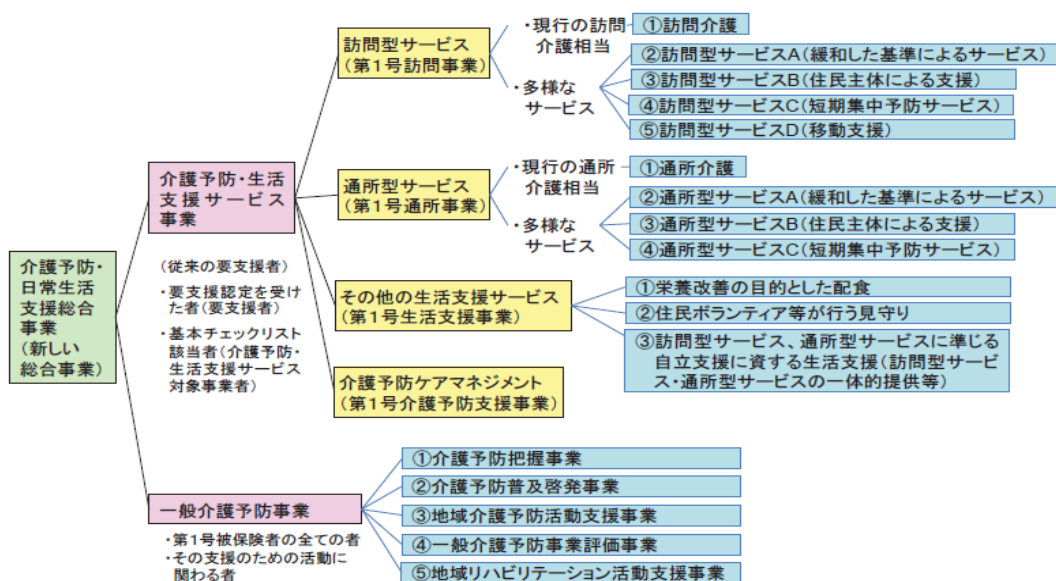 介護予防・
日常生活
支援総合
事業
(新しい
総合事業)
介護予防・生活
支援サービス
事業
(従来の要支援者)
・要支援認定を受け
た者(要支援者)
・基本チェックリスト
該当者(介護予防・
生活支援サービス
対象事業者)
訪問型サービス
(第1号訪問事業)
・現行の訪問
介護相当
①訪問介護
・多様な
サービス
②訪問型サービスA(緩和した基準によるサービス)
③訪問型サービスB(住民主体による支援)
④訪問型サービスC(短期集中予防サービス)
⑤訪問型サービスD(移動支援)
通所型サービス
(第1号通所事業)
・現行の通所
介護相当
①通所介護
・多様な
サービス
②通所型サービスA(緩和した基準によるサービス)
③通所型サービスB(住民主体による支援)
④通所型サービスC(短期集中予防サービス)
その他の生活支援サービス
(第1号生活支援事業)
①栄養改善の目的とした配食
②住民ボランティア等が行う見守り
③訪問型サービス、通所型サービスに準じる
自立支援に資する生活支援(訪問型サービ
ス・通所型サービスの一体的提供等)
介護予防ケアマネジメント
(第1号介護予防支援事業)
一般介護予防事業
・第1号被保険者の全ての者
・その支援のための活動に
関わる者
①介護予防把握事業
②介護予防普及啓発事業
③地域介護予防活動支援事業
④一般介護予防事業評価事業
⑤地域リハビリテーション活動支援事業